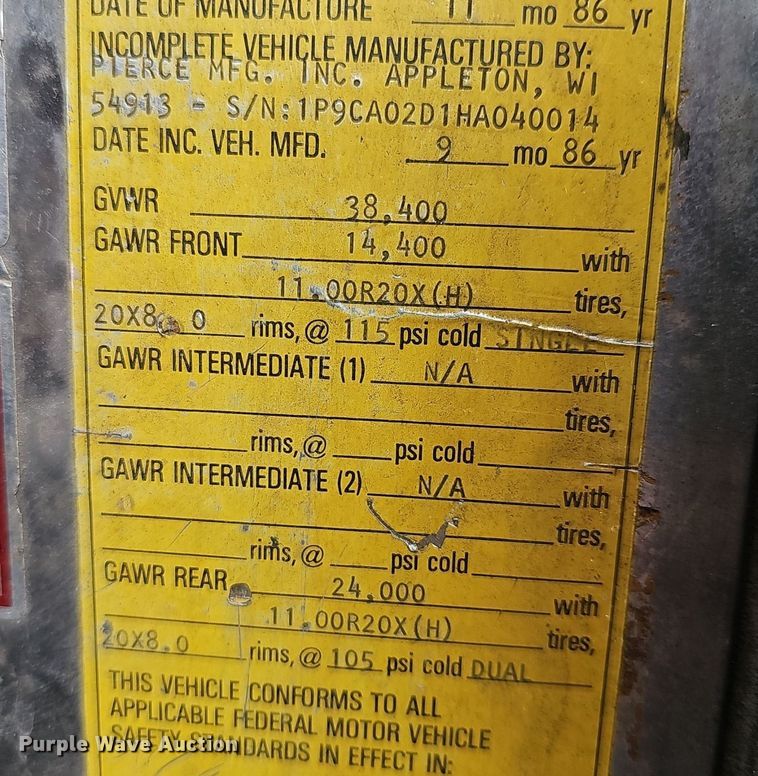 DATE OF MANUFACTURE 11 mo 86 yr
INCOMPLETE VEHICLE MANUFACTURED BY:
PIERCE MFG. INC. APPLETON, WI
54913 - S/N:1P9CA02D1HA040014
DATE INC. VEH. MFD. 9 mo 86 yr
GVWR 38,400
GAWR FRONT 14,400 with
11.00R20X(H) tires,
20X8.0 rims, @ 115 psi cold SINGLE
GAWR INTERMEDIATE (1) N/A with
tires,
rims, @ psi cold
GAWR INTERMEDIATE (2) N/A with
tires,
rims, @ psi cold
GAWR REAR 24,000 with
11.00R20X(H) tires,
20X8.0 rims, @ 105 psi cold DUAL
THIS VEHICLE CONFORMS TO ALL
APPLICABLE FEDERAL MOTOR VEHICLE
SAFETY STANDARDS IN EFFECT IN:
Purple Wave Auction